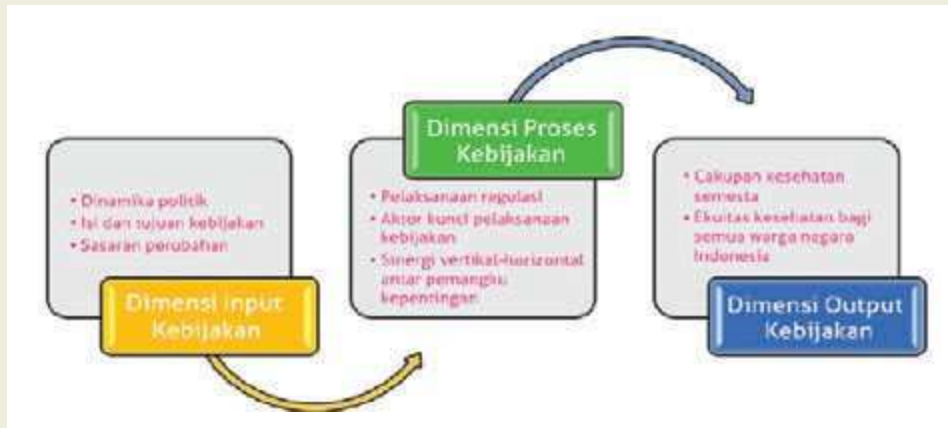 • Dinamika politik
• Isi dan tujuan kebijakan
• Sasaran perubahan
Dimensi Input
Kebijakan
Dimensi Proses
Kebijakan
• Pelaksanaan regulasi
• Aktor kunci pelaksanaan
kebijakan
• Sinergi vertikal-horizontal
antar pemangku
kepentingan
• Cakupan kesehatan
semesta
• Ekuitas kesehatan bagi
semua warga negara
Indonesia
Dimensi Output
Kebijakan